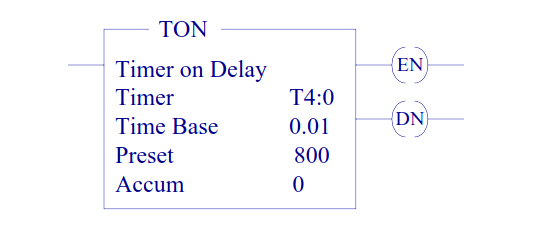 TON
Timer on Delay
Timer T4:0
Time Base 0.01
Preset 800
Accum 0
EN
DN